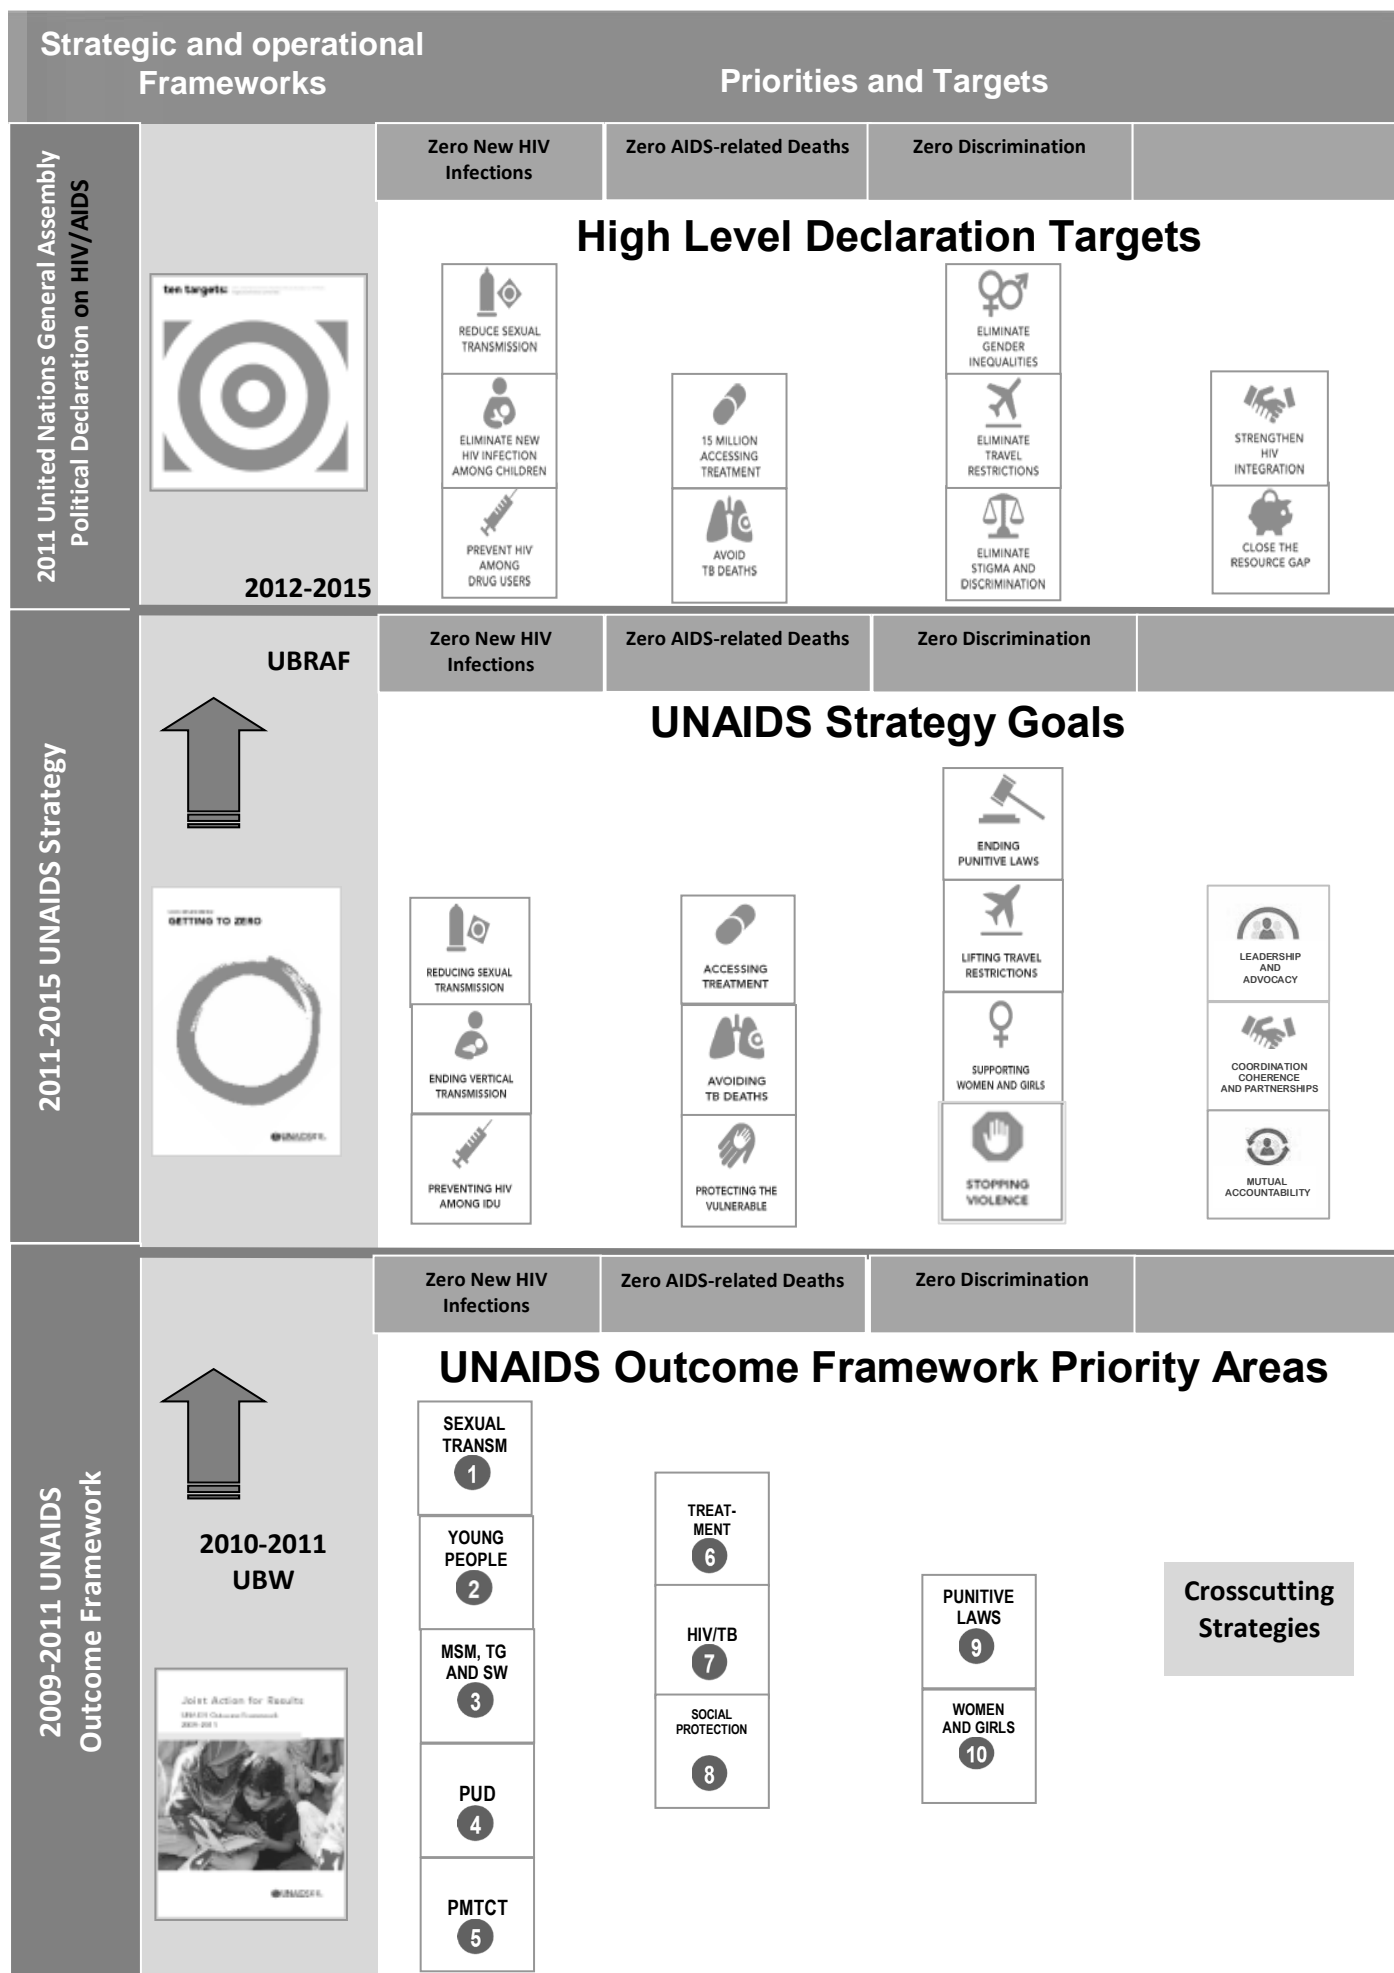 Strategic and operational
Frameworks
Priorities and Targets
2011 United Nations General Assembly
Political Declaration on HIV/AIDS
ten targets:
2012-2015
Zero New HIV
Infections
Zero AIDS-related Deaths
Zero Discrimination
High Level Declaration Targets
REDUCE SEXUAL
TRANSMISSION
ELIMINATE NEW
HIV INFECTION
AMONG CHILDREN
PREVENT HIV
AMONG
DRUG USERS
15 MILLION
ACCESSING
TREATMENT
AVOID
TB DEATHS
ELIMINATE
GENDER
INEQUALITIES
ELIMINATE
TRAVEL
RESTRICTIONS
ELIMINATE
STIGMA AND
DISCRIMINATION
STRENGTHEN
HIV
INTEGRATION
CLOSE THE
RESOURCE GAP
2011-2015 UNAIDS Strategy
UBRAF
GETTING TO ZERO
UNAIDS
Zero New HIV
Infections
Zero AIDS-related Deaths
Zero Discrimination
UNAIDS Strategy Goals
REDUCING SEXUAL
TRANSMISSION
ENDING VERTICAL
TRANSMISSION
PREVENTING HIV
AMONG IDU
ACCESSING
TREATMENT
AVOIDING
TB DEATHS
PROTECTING THE
VULNERABLE
ENDING
PUNITIVE LAWS
LIFTING TRAVEL
RESTRICTIONS
SUPPORTING
WOMEN AND GIRLS
STOPPING
VIOLENCE
LEADERSHIP
AND
ADVOCACY
COORDINATION
COHERENCE
AND PARTNERSHIPS
MUTUAL
ACCOUNTABILITY
2009-2011 UNAIDS
Outcome Framework
2010-2011
UBW
Joint Action for Results
UNAIDS Outcome Framework
2009-2011
UNAIDS
Zero New HIV
Infections
Zero AIDS-related Deaths
Zero Discrimination
UNAIDS Outcome Framework Priority Areas
SEXUAL
TRANSM
1
YOUNG
PEOPLE
2
MSM, TG
AND SW
3
PUD
4
PMTCT
5
TREAT-
MENT
6
HIV/TB
7
SOCIAL
PROTECTION
8
PUNITIVE
LAWS
9
WOMEN
AND GIRLS
10
Crosscutting
Strategies